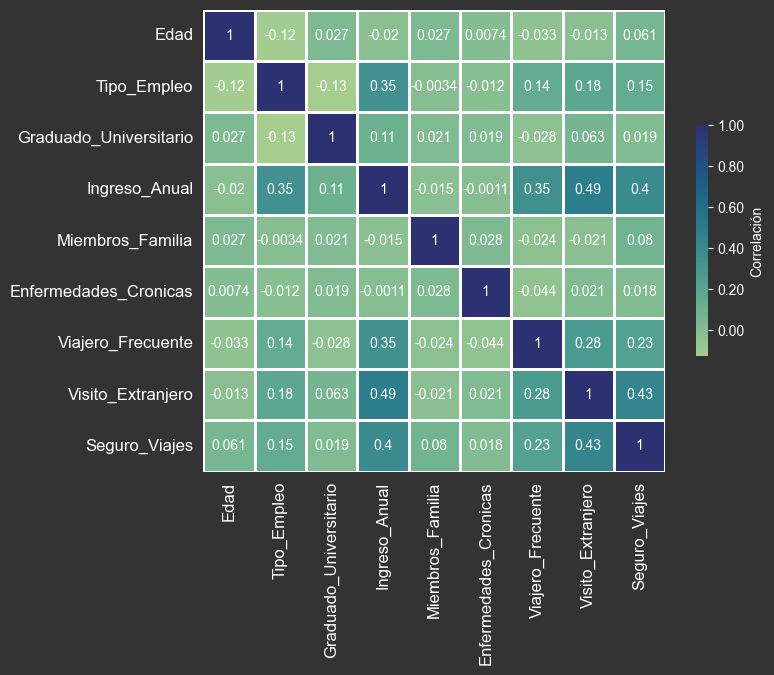 Edad 1 -0.12 0.027 -0.02 0.027 0.0074 -0.033 -0.013 0.061
Tipo_Empleo -0.12 1 -0.13 0.35 -0.0034 -0.012 0.14 0.18 0.15
Graduado_Universitario 0.027 -0.13 1 0.11 0.021 0.019 -0.028 0.063 0.019
Ingreso_Anual -0.02 0.35 0.11 1 -0.015 -0.0011 0.35 0.49 0.4
Miembros_Familia 0.027 -0.0034 0.021 -0.015 1 0.028 -0.024 -0.021 0.08
Enfermedades_Cronicas 0.0074 -0.012 0.019 -0.0011 0.028 1 -0.044 0.021 0.018
Viajero_Frecuente -0.033 0.14 -0.028 0.35 -0.024 -0.044 1 0.28 0.23
Visito_Extranjero -0.013 0.18 0.063 0.49 -0.021 0.021 0.28 1 0.43
Seguro_Viajes 0.061 0.15 0.019 0.4 0.08 0.018 0.23 0.43 1
Edad
Tipo_Empleo
Graduado_Universitario
Ingreso_Anual
Miembros_Familia
Enfermedades_Cronicas
Viajero_Frecuente
Visito_Extranjero
Seguro_Viajes
1.00
0.80
0.60
0.40
0.20
0.00
Correlación